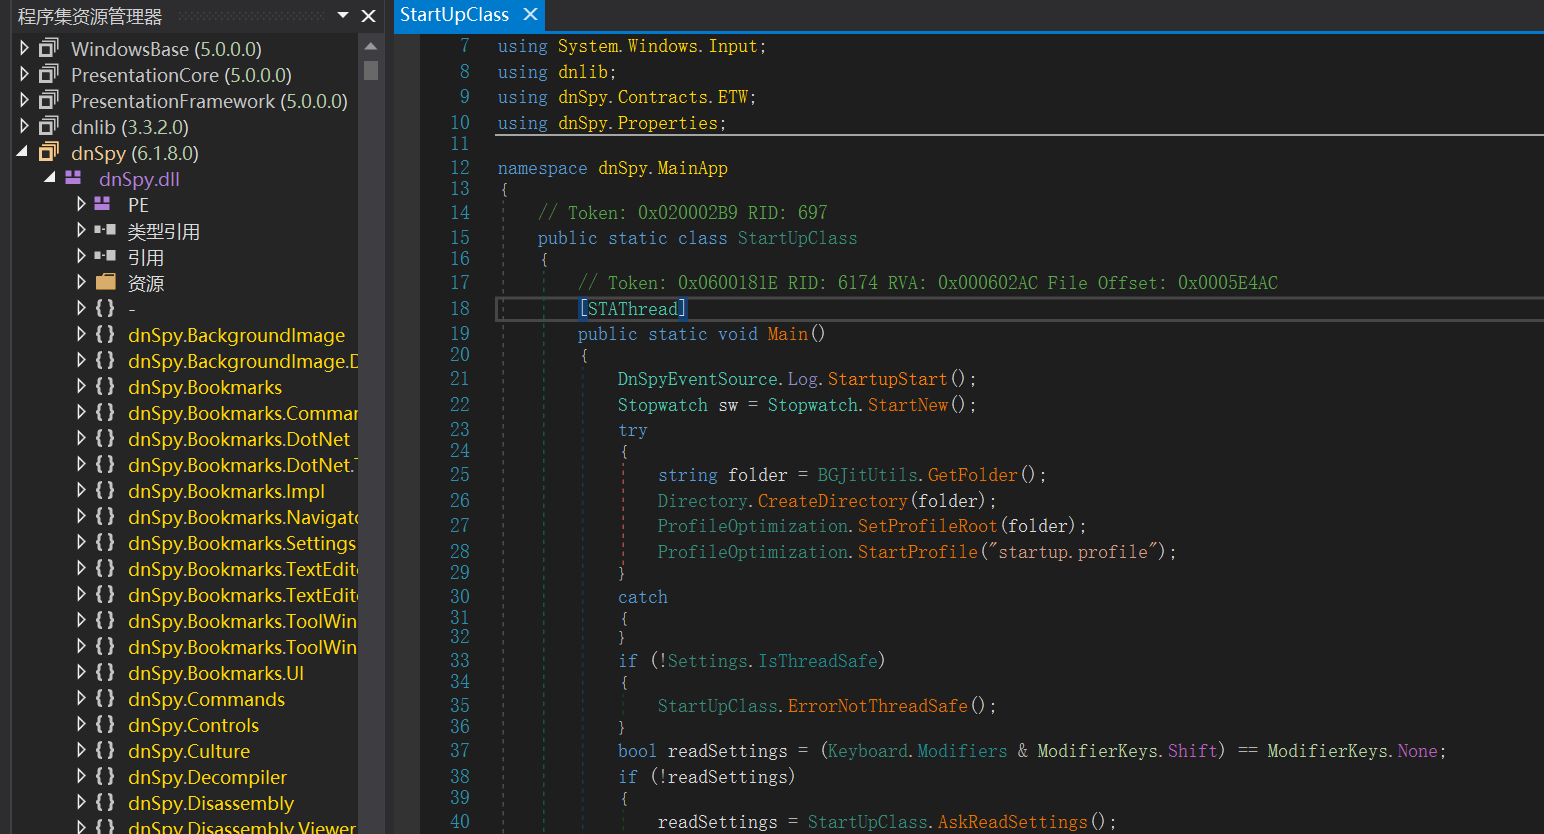 程序集资源管理器
WindowsBase (5.0.0.0)
PresentationCore (5.0.0.0)
PresentationFramework (5.0.0.0)
dnlib (3.3.2.0)
dnSpy (6.1.8.0)
dnSpy.dll
PE
类型引用
引用
资源
{ } -
{ } dnSpy.BackgroundImage
{ } dnSpy.BackgroundImage.D
{ } dnSpy.Bookmarks
{ } dnSpy.Bookmarks.Commar
{ } dnSpy.Bookmarks.DotNet
{ } dnSpy.Bookmarks.DotNet.
{ } dnSpy.Bookmarks.Impl
{ } dnSpy.Bookmarks.Navigato
{ } dnSpy.Bookmarks.Settings
{ } dnSpy.Bookmarks.TextEdito
{ } dnSpy.Bookmarks.TextEdito
{ } dnSpy.Bookmarks.ToolWin
{ } dnSpy.Bookmarks.ToolWin
{ } dnSpy.Bookmarks.UI
{ } dnSpy.Commands
{ } dnSpy.Controls
{ } dnSpy.Culture
{ } dnSpy.Decompiler
{ } dnSpy.Disassembly
{ } dnSpy.Disassembly.Viewer
StartUpClass
7 using System.Windows.Input;
8 using dnlib;
9 using dnSpy.Contracts.ETW;
10 using dnSpy.Properties;
11
12 namespace dnSpy.MainApp
13 {
14 // Token: 0x020002B9 RID: 697
15 public static class StartUpClass
16 {
17 // Token: 0x0600181E RID: 6174 RVA: 0x000602AC File Offset: 0x0005E4AC
18 [STAThread]
19 public static void Main()
20 {
21 DnSpyEventSource.Log.StartupStart();
22 Stopwatch sw = Stopwatch.StartNew();
23 try
24 {
25 string folder = BGJitUtils.GetFolder();
26 Directory.CreateDirectory(folder);
27 ProfileOptimization.SetProfileRoot(folder);
28 ProfileOptimization.StartProfile("startup.profile");
29 }
30 catch
31 {
32 }
33 if (!Settings.IsThreadSafe)
34 {
35 StartUpClass.ErrorNotThreadSafe();
36 }
37 bool readSettings = (Keyboard.Modifiers & ModifierKeys.Shift) == ModifierKeys.None;
38 if (!readSettings)
39 {
40 readSettings = StartUpClass.AskReadSettings();